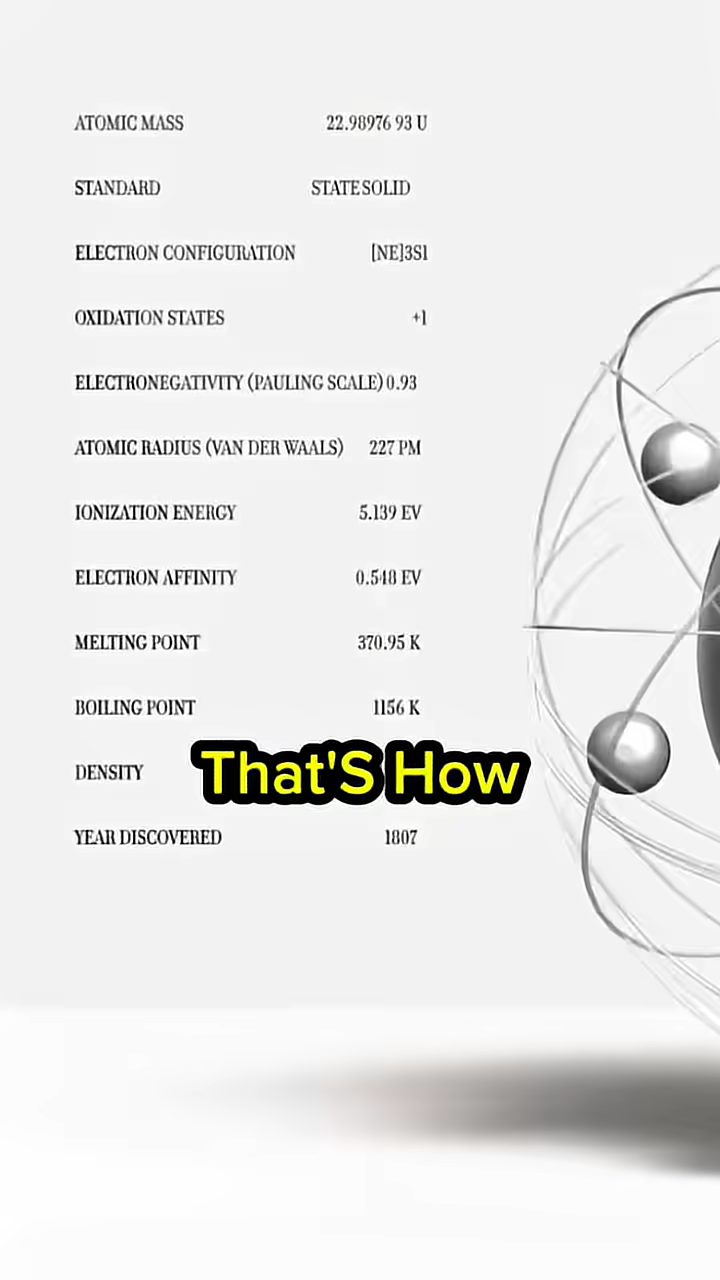 ATOMIC MASS 22.98976 93 U
STANDARD STATE SOLID
ELECTRON CONFIGURATION [NE]3S1
OXIDATION STATES +1
ELECTRONEGATIVITY (PAULING SCALE) 0.93
ATOMIC RADIUS (VAN DER WAALS) 227 PM
IONIZATION ENERGY 5.139 EV
ELECTRON AFFINITY 0.548 EV
MELTING POINT 370.95 K
BOILING POINT 1156 K
DENSITY
That'S How
YEAR DISCOVERED 1807